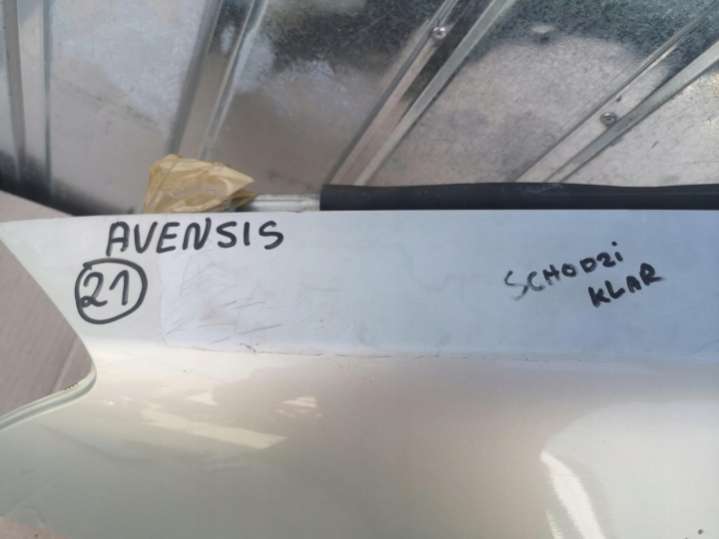 AVENSIS
21
SCHODZi
KLAR